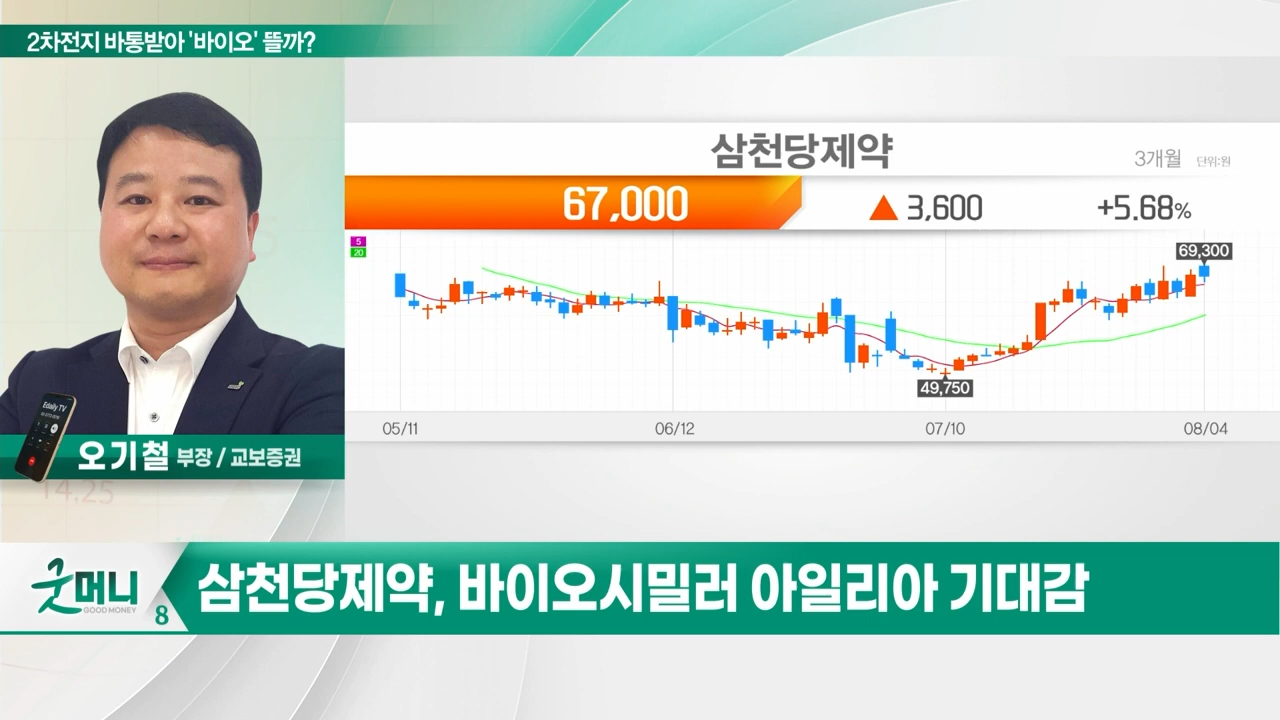 2차전지 바통받아 '바이오' 뜰까?
삼천당제약
3개월 단위:원
67,000 ▲ 3,600 +5.68%
5
20
69,300
49,750
05/11 06/12 07/10 08/04
Edaily TV
오기철 부장 / 교보증권
14.25
굿머니
GOOD MONEY
8
삼천당제약, 바이오시밀러 아일리아 기대감